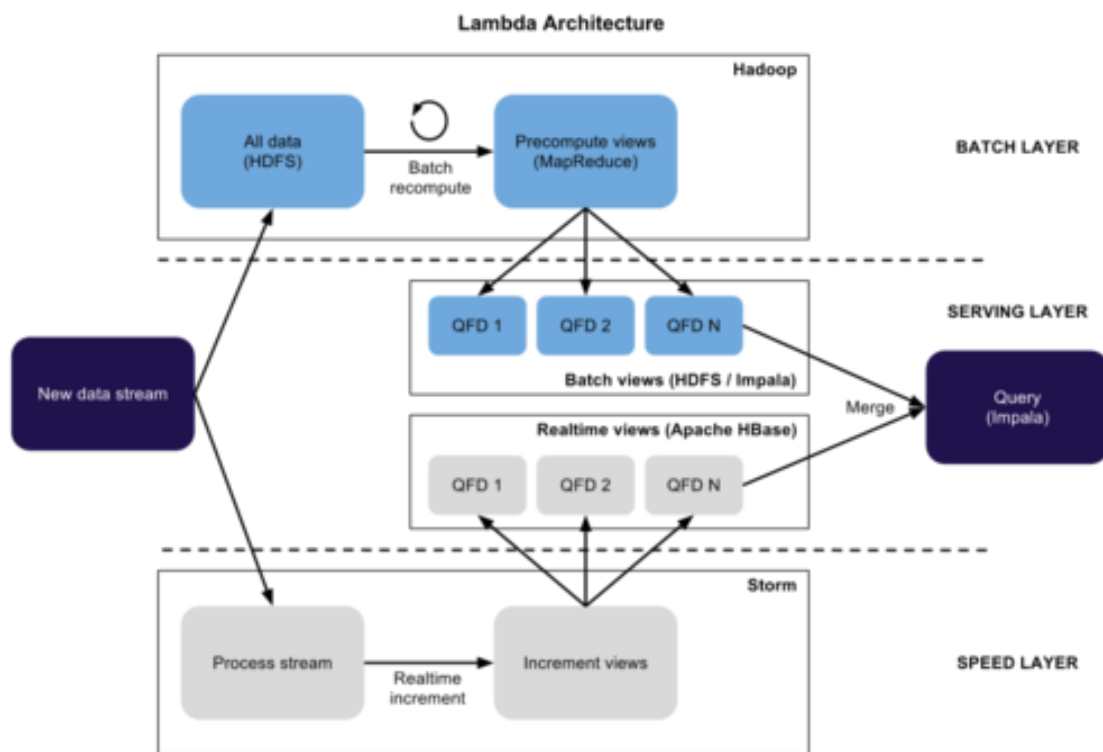 Lambda Architecture
Hadoop
All data
(HDFS)
Batch
recompute
Precompute views
(MapReduce)
BATCH LAYER
QFD 1
QFD 2
QFD N
Batch views (HDFS / Impala)
SERVING LAYER
New data stream
Merge
Query
(Impala)
Realtime views (Apache HBase)
QFD 1
QFD 2
QFD N
Storm
Process stream
Realtime
increment
Increment views
SPEED LAYER